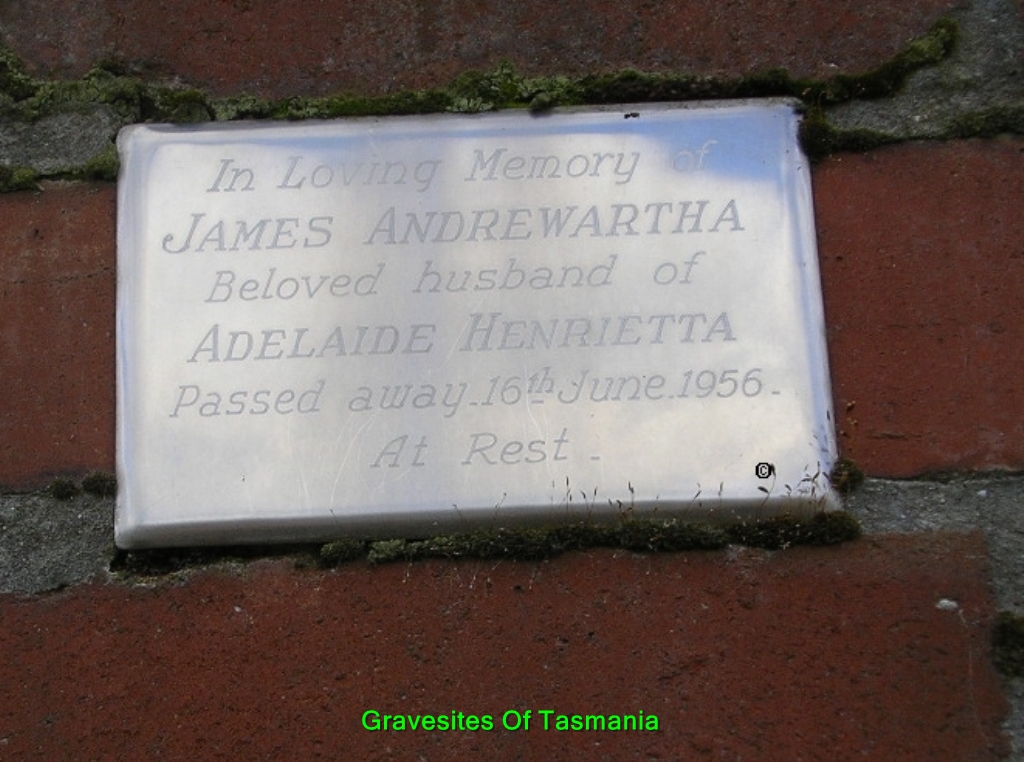 In Loving Memory of
JAMES ANDREWARTHA
Beloved husband of
ADELAIDE HENRIETTA
Passed away.16th June.1956.
At Rest.
©
Gravesites Of Tasmania